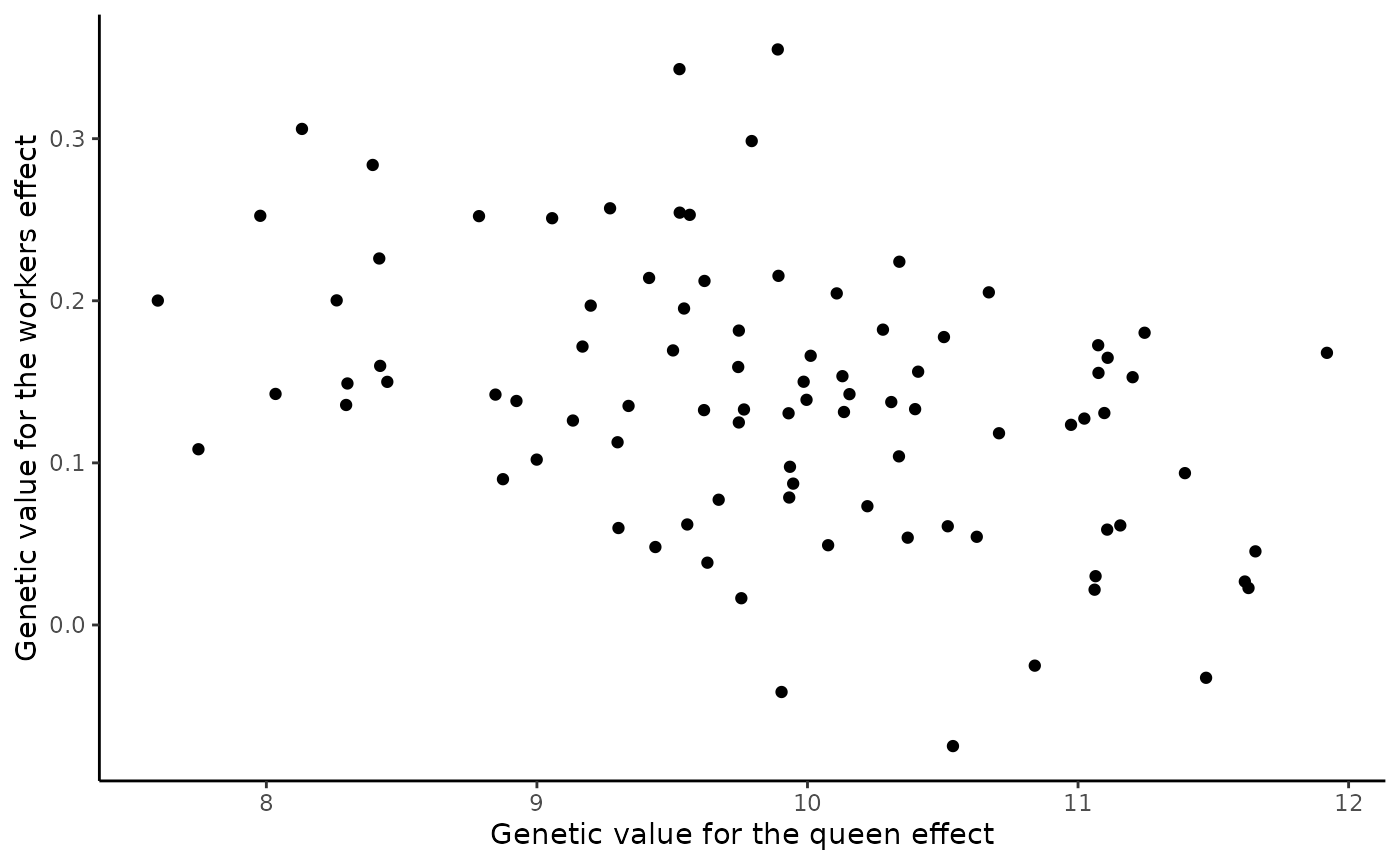 Genetic value for the workers effect
0.3
0.2
0.1
0.0
8 9 10 11 12
Genetic value for the queen effect